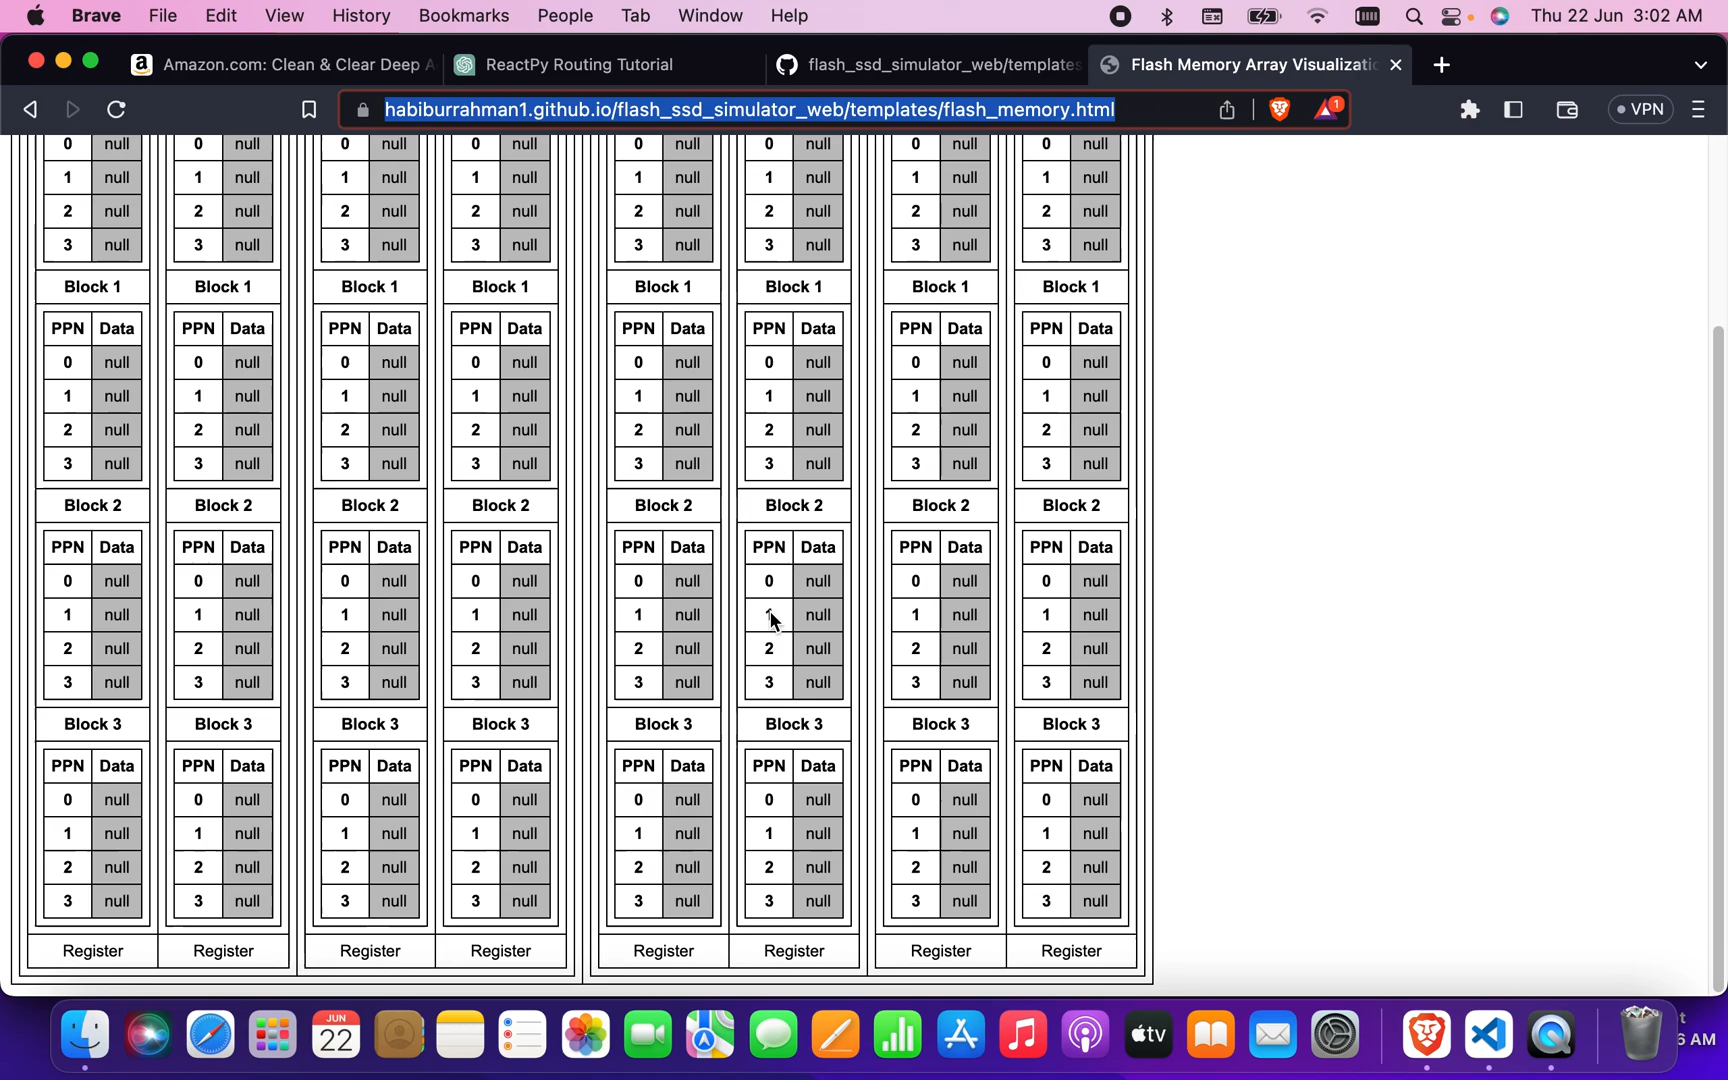 Brave File Edit View History Bookmarks People Tab Window Help Thu 22 Jun 3:02 AM
Amazon.com: Clean & Clear Deep A ReactPy Routing Tutorial flash_ssd_simulator_web/templates Flash Memory Array Visualizati
habiburrahman1.github.io/flash_ssd_simulator_web/templates/flash_memory.html 1 VPN
0 null 0 null 0 null 0 null 0 null 0 null 0 null 0 null
1 null 1 null 1 null 1 null 1 null 1 null 1 null 1 null
2 null 2 null 2 null 2 null 2 null 2 null 2 null 2 null
3 null 3 null 3 null 3 null 3 null 3 null 3 null 3 null
Block 1 Block 1 Block 1 Block 1 Block 1 Block 1 Block 1 Block 1
PPN Data PPN Data PPN Data PPN Data PPN Data PPN Data PPN Data PPN Data
0 null 0 null 0 null 0 null 0 null 0 null 0 null 0 null
1 null 1 null 1 null 1 null 1 null 1 null 1 null 1 null
2 null 2 null 2 null 2 null 2 null 2 null 2 null 2 null
3 null 3 null 3 null 3 null 3 null 3 null 3 null 3 null
Block 2 Block 2 Block 2 Block 2 Block 2 Block 2 Block 2 Block 2
PPN Data PPN Data PPN Data PPN Data PPN Data PPN Data PPN Data PPN Data
0 null 0 null 0 null 0 null 0 null 0 null 0 null 0 null
1 null 1 null 1 null 1 null 1 null 1 null 1 null 1 null
2 null 2 null 2 null 2 null 2 null 2 null 2 null 2 null
3 null 3 null 3 null 3 null 3 null 3 null 3 null 3 null
Block 3 Block 3 Block 3 Block 3 Block 3 Block 3 Block 3 Block 3
PPN Data PPN Data PPN Data PPN Data PPN Data PPN Data PPN Data PPN Data
0 null 0 null 0 null 0 null 0 null 0 null 0 null 0 null
1 null 1 null 1 null 1 null 1 null 1 null 1 null 1 null
2 null 2 null 2 null 2 null 2 null 2 null 2 null 2 null
3 null 3 null 3 null 3 null 3 null 3 null 3 null 3 null
Register Register Register Register Register Register Register Register
JUN
22 tv
6 AM